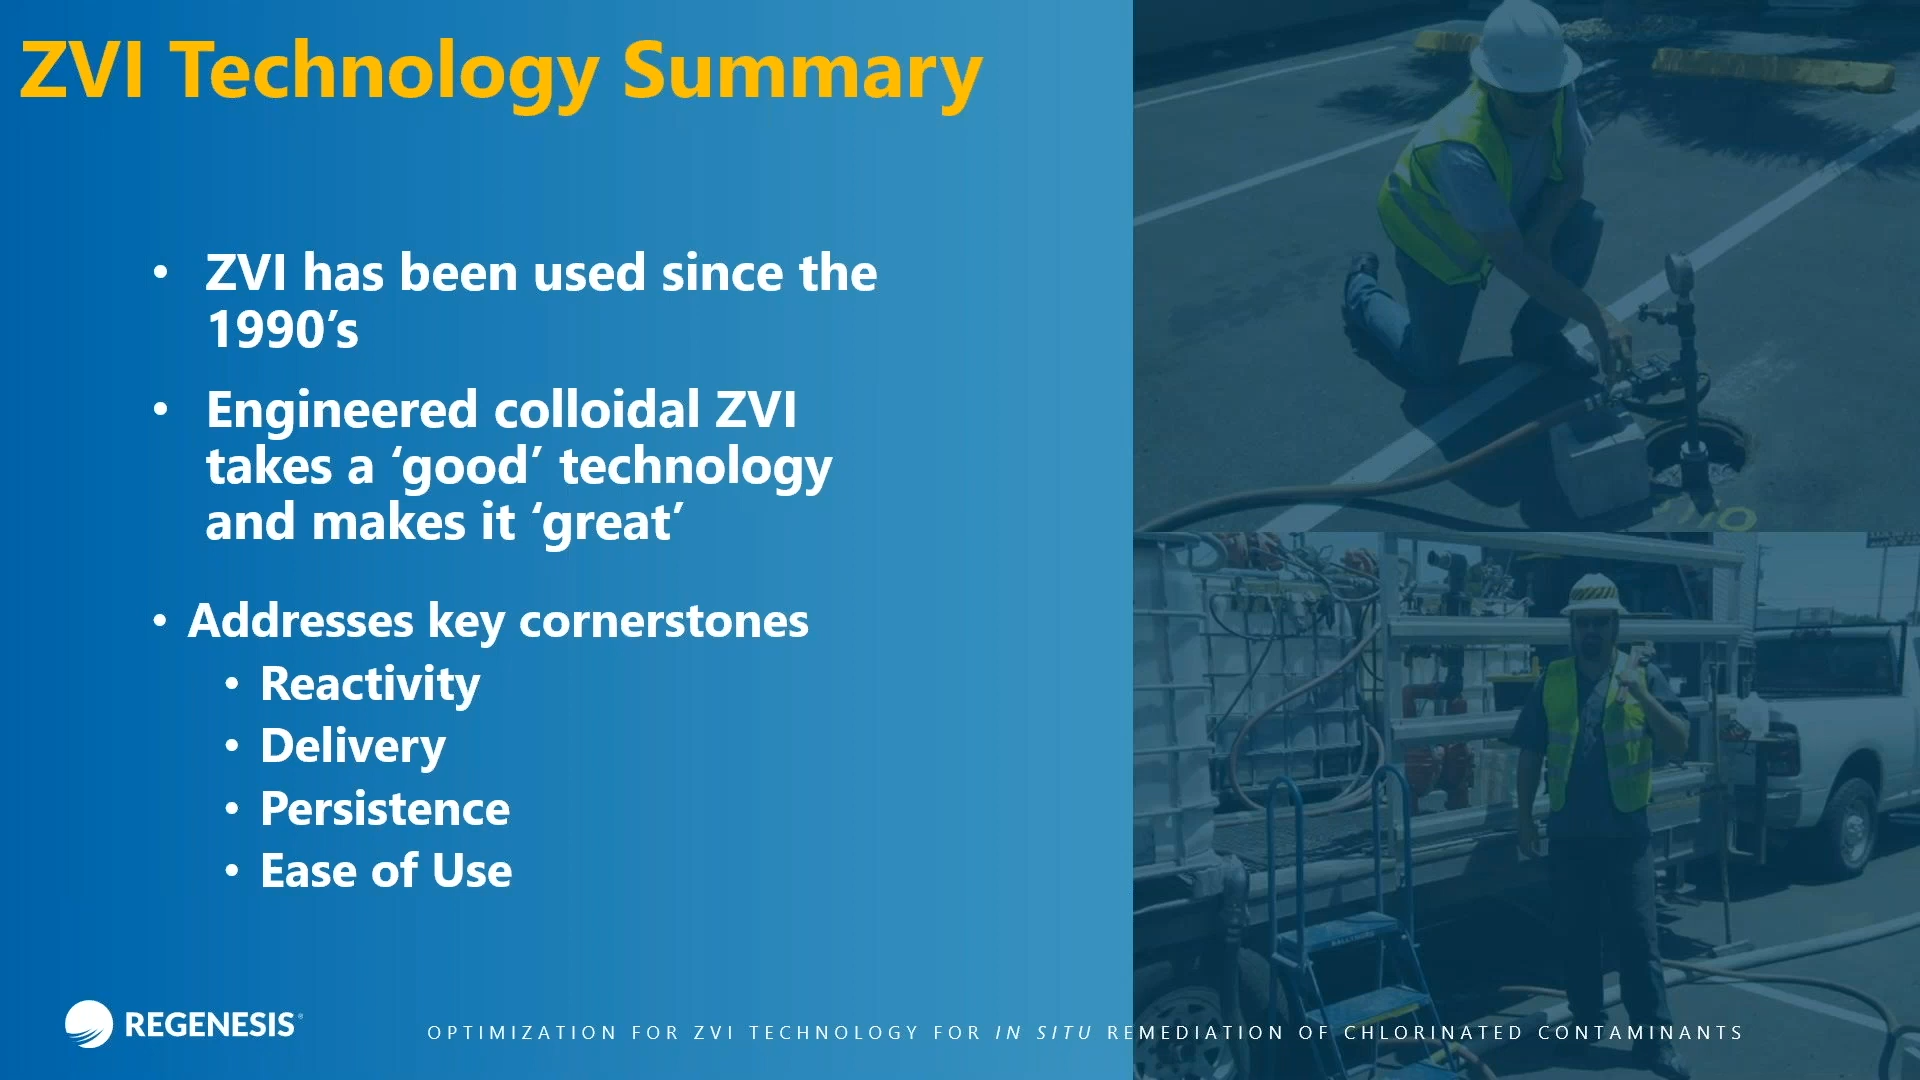 ZVI Technology Summary
• ZVI has been used since the
1990’s
• Engineered colloidal ZVI
takes a ‘good’ technology
and makes it ‘great’
• Addresses key cornerstones
• Reactivity
• Delivery
• Persistence
• Ease of Use
REGENESIS®
OPTIMIZATION FOR ZVI TECHNOLOGY FOR IN SITU REMEDIATION OF CHLORINATED CONTAMINANTS